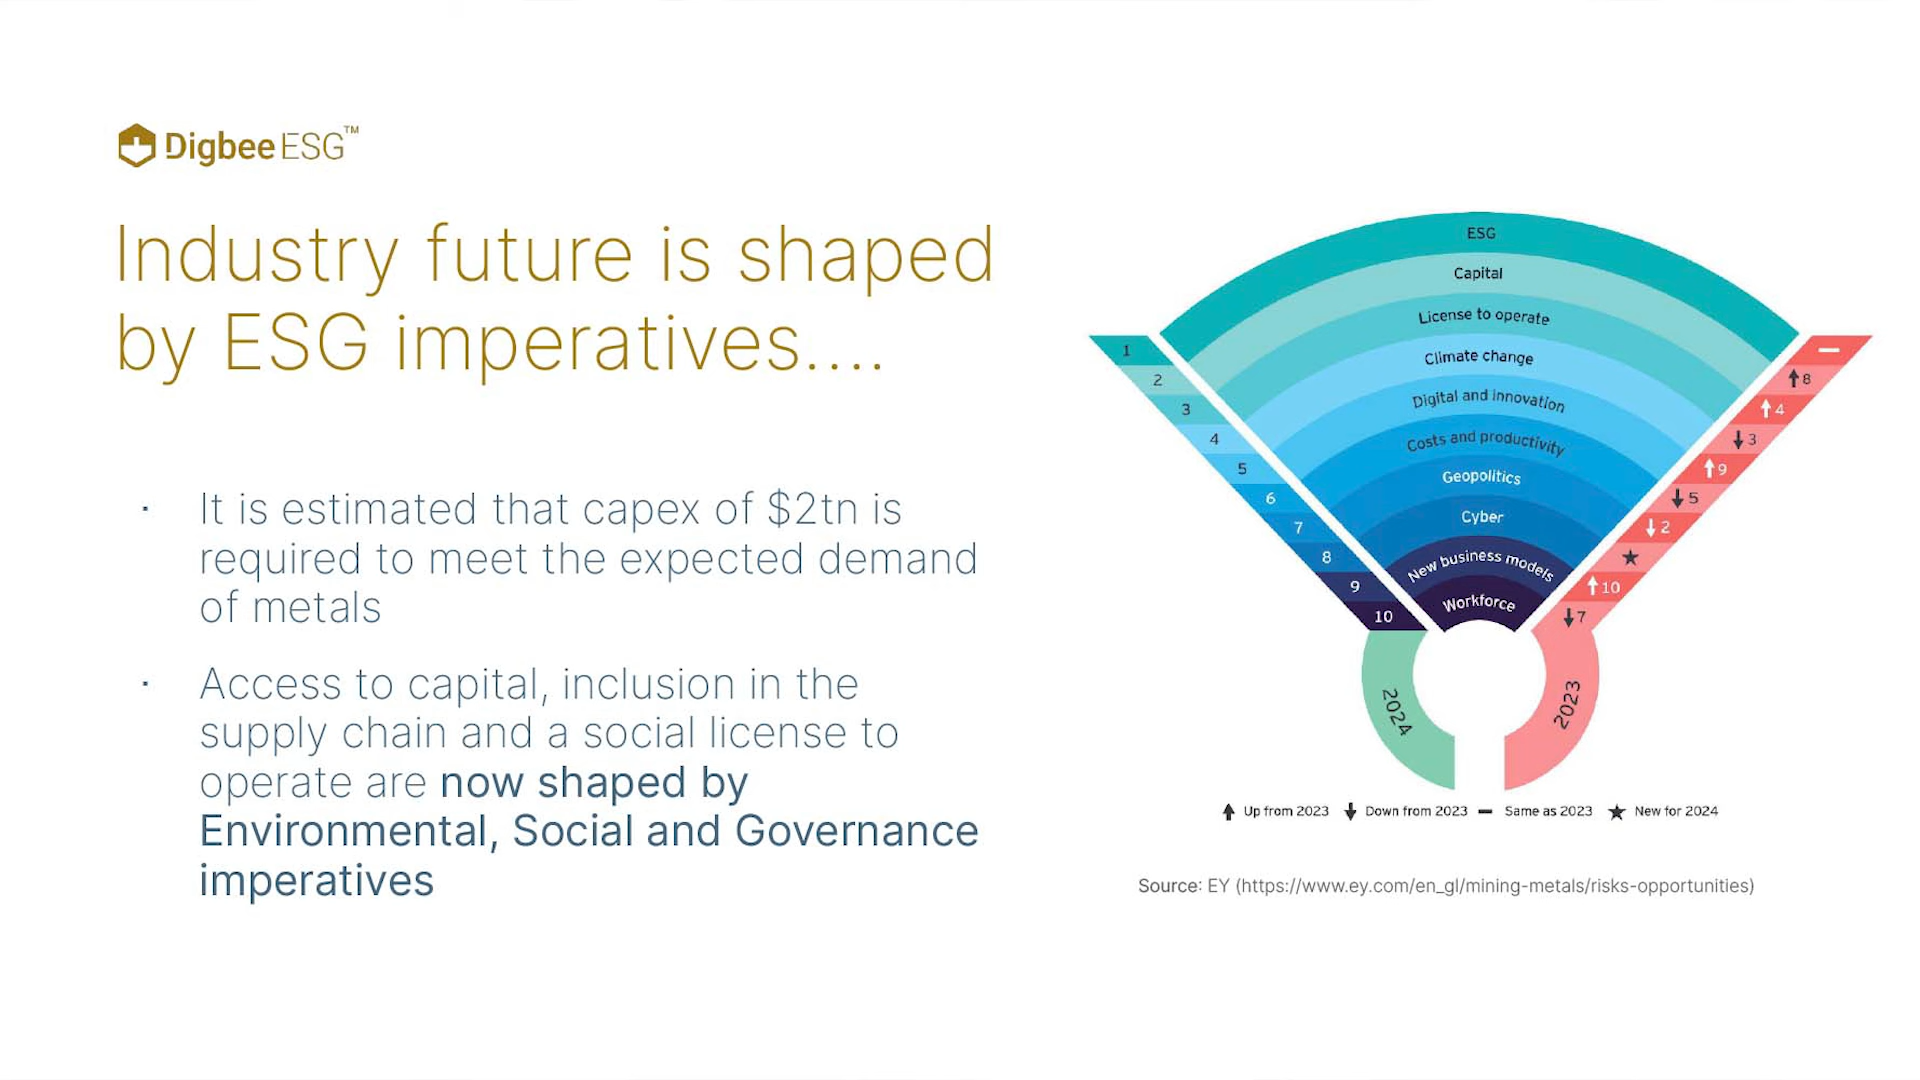 Digbee ESG™
Industry future is shaped
by ESG imperatives....
· It is estimated that capex of $2tn is
required to meet the expected demand
of metals
· Access to capital, inclusion in the
supply chain and a social license to
operate are now shaped by
Environmental, Social and Governance
imperatives
ESG
Capital
License to operate
Climate change
Digital and innovation
Costs and productivity
Geopolitics
Cyber
New business models
Workforce
1
2
3
4
5
6
7
8
9
10
2024
–
↑8
↑4
↓3
↑9
↓5
↓2
★
↑10
↓7
2023
↑ Up from 2023 ↓ Down from 2023 – Same as 2023 ★ New for 2024
Source: EY (https://www.ey.com/en_gl/mining-metals/risks-opportunities)